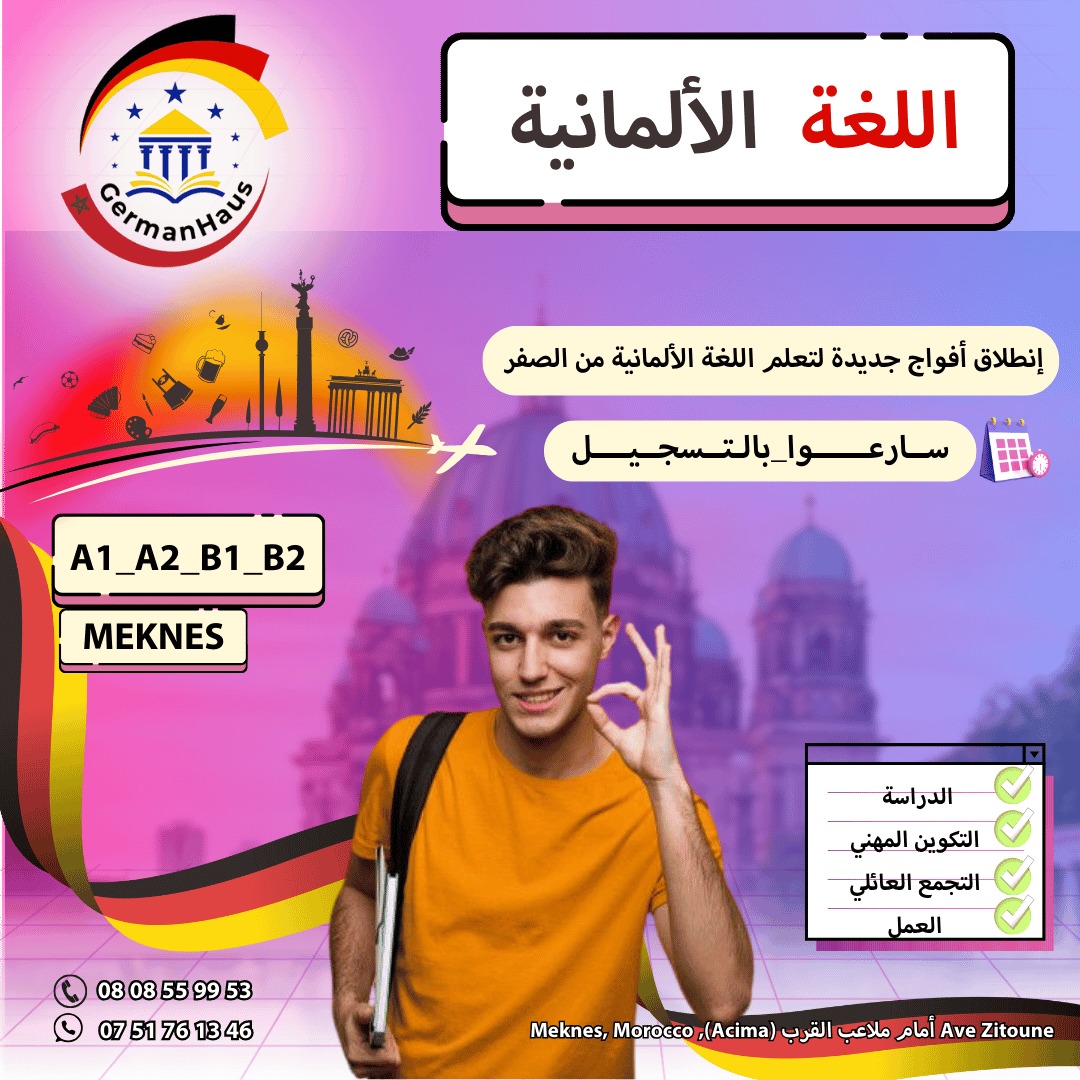 GermanHaus
اللغة الألمانية
إنطلاق أفواج جديدة لتعلم اللغة الألمانية من الصفر
ســارعـــــــوا_بالـتــسجــيــــل
A1_A2_B1_B2
MEKNES
الدراسة
التكوين المهني
التجمع العائلي
العمل
08 08 55 99 53
07 51 76 13 46
Meknes, Morocco ,(Acima) أمام ملاعب القرب Ave Zitoune